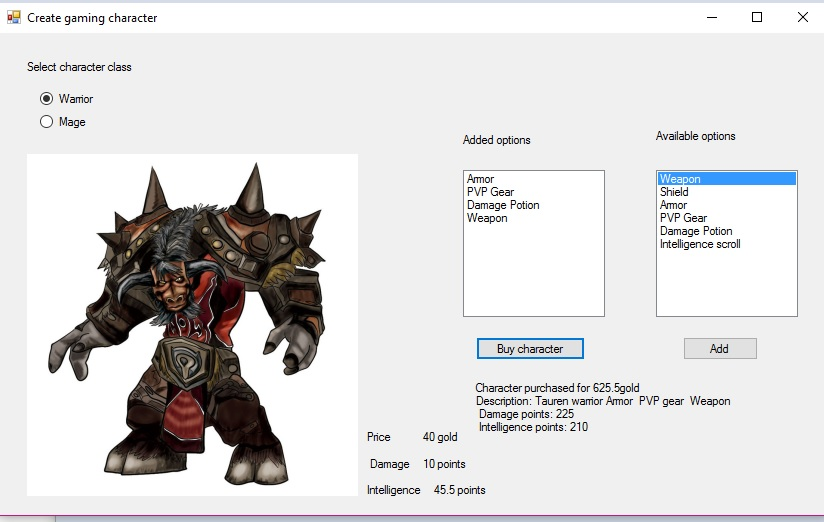 Create gaming character
Select character class
Warrior
Mage
Added options
Armor
PVP Gear
Damage Potion
Weapon
Available options
Weapon
Shield
Armor
PVP Gear
Damage Potion
Intelligence scroll
Buy character
Add
Character purchased for 625.5gold
Description: Tauren warrior Armor PVP gear Weapon
Damage points: 225
Intelligence points: 210
Price 40 gold
Damage 10 points
Intelligence 45.5 points